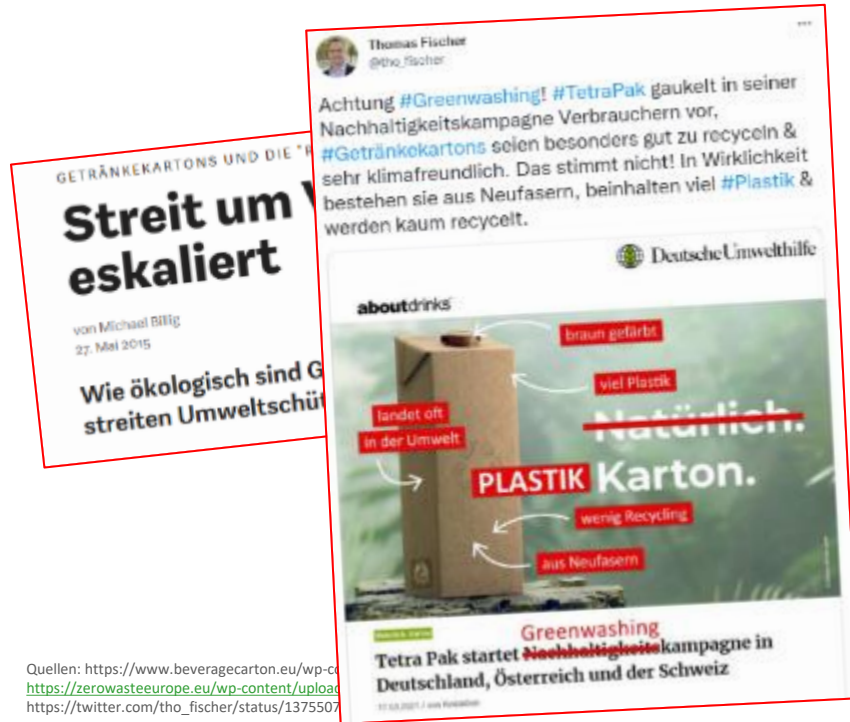 GETRÄNKEKARTONS UND DIE "R
Streit um
eskaliert
von Michael Billig
27. Mai 2015
Wie ökologisch sind G
streiten Umweltschüt
Thomas Fischer
@tho_fischer
Achtung #Greenwashing! #TetraPak gaukelt in seiner
Nachhaltigkeitskampagne Verbrauchern vor,
#Getränkekartons seien besonders gut zu recyceln &
sehr klimafreundlich. Das stimmt nicht! In Wirklichkeit
bestehen sie aus Neufasern, beinhalten viel #Plastik &
werden kaum recycelt.
Deutsche Umwelthilfe
aboutdrinks
braun gefärbt
viel Plastik
landet oft
in der Umwelt
Natürlich.
PLASTIK Karton.
wenig Recycling
aus Neufasern
Greenwashing
Tetra Pak startet Nachhaltigkeitskampagne in
Deutschland, Österreich und der Schweiz
Quellen: https://www.beveragecarton.eu/wp-co
https://zerowasteeurope.eu/wp-content/upload
https://twitter.com/tho_fischer/status/1375507